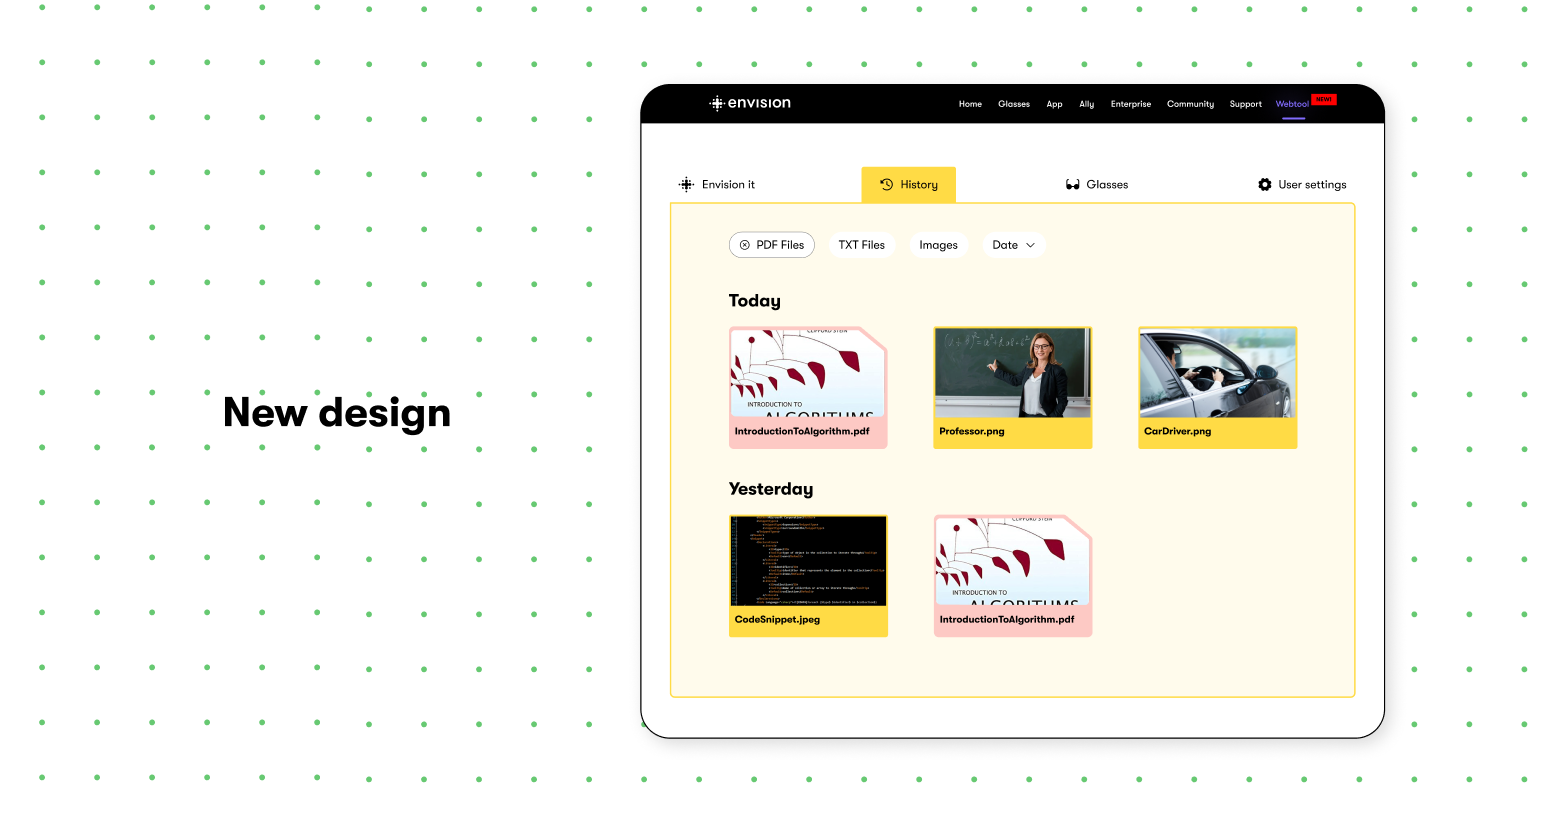 New design
envision
Home Glasses App Ally Enterprise Community Support Webtool NEW!
Envision it History Glasses User settings
PDF Files TXT Files Images Date
Today
CLIFFORD STEIN
INTRODUCTION TO
ALGORITHMS
IntroductionToAlgorithm.pdf
Professor.png
CarDriver.png
Yesterday
CodeSnippet.jpeg
CLIFFORD STEIN
INTRODUCTION TO
ALGORITHMS
IntroductionToAlgorithm.pdf